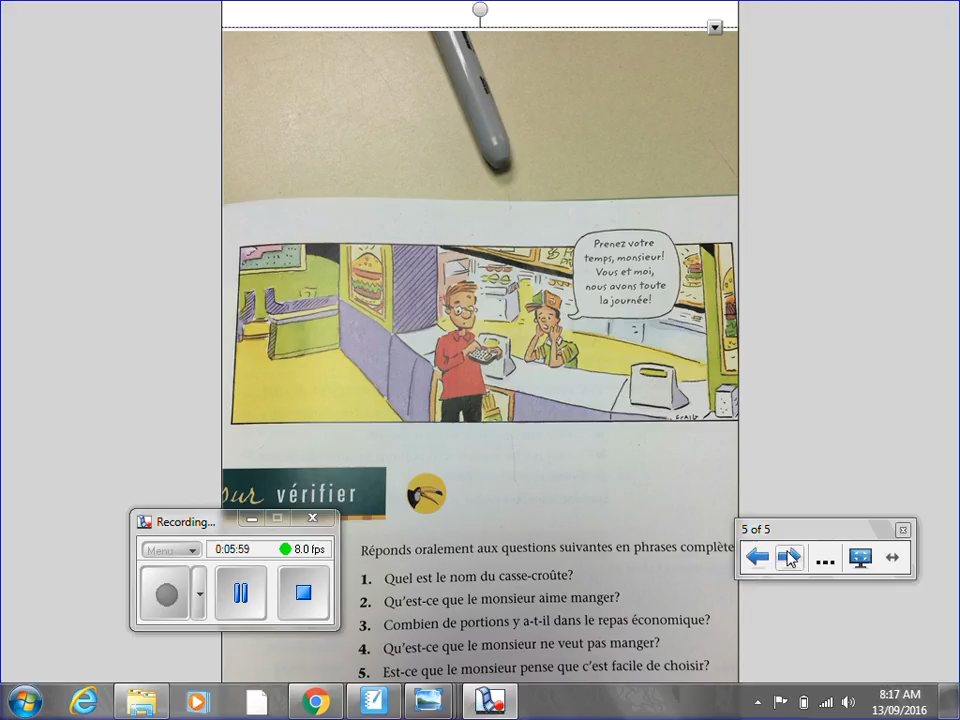 Prenez votre
temps, monsieur!
Vous et moi,
nous avons toute
la journée!
sur vérifier
Recording...
5 of 5
Menu
0:05:59
8.0 fps
Réponds oralement aux questions suivantes en phrases complète
1. Quel est le nom du casse-croûte?
2. Qu'est-ce que le monsieur aime manger?
3. Combien de portions y a-t-il dans le repas économique?
4. Qu'est-ce que le monsieur ne veut pas manger?
5. Est-ce que le monsieur pense que c'est facile de choisir?
8:17 AM
13/09/2016